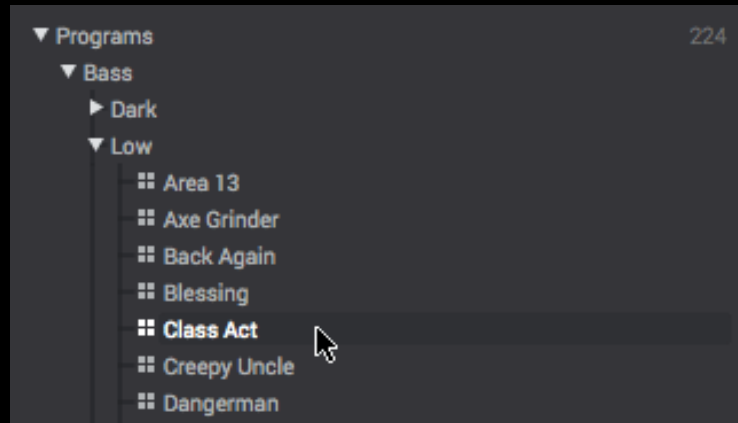 Programs 224
Bass
Dark
Low
Area 13
Axe Grinder
Back Again
Blessing
Class Act
Creepy Uncle
Dangerman